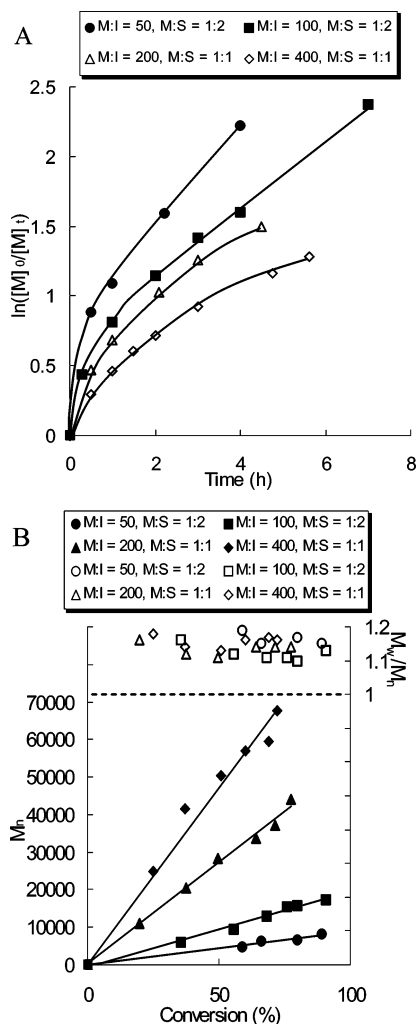 A
M:I = 50, M:S = 1:2 M:I = 100, M:S = 1:2
M:I = 200, M:S = 1:1 M:I = 400, M:S = 1:1
2.5
2
1.5
1
0.5
0
ln([M]0/[M]t)
0 2 4 6 8
Time (h)
B
M:I = 50, M:S = 1:2 M:I = 100, M:S = 1:2
M:I = 200, M:S = 1:1 M:I = 400, M:S = 1:1
M:I = 50, M:S = 1:2 M:I = 100, M:S = 1:2
M:I = 200, M:S = 1:1 M:I = 400, M:S = 1:1
1.2
1.1
1
Mw/Mn
70000
60000
50000
40000
30000
20000
10000
0
Mn
0 50 100
Conversion (%)